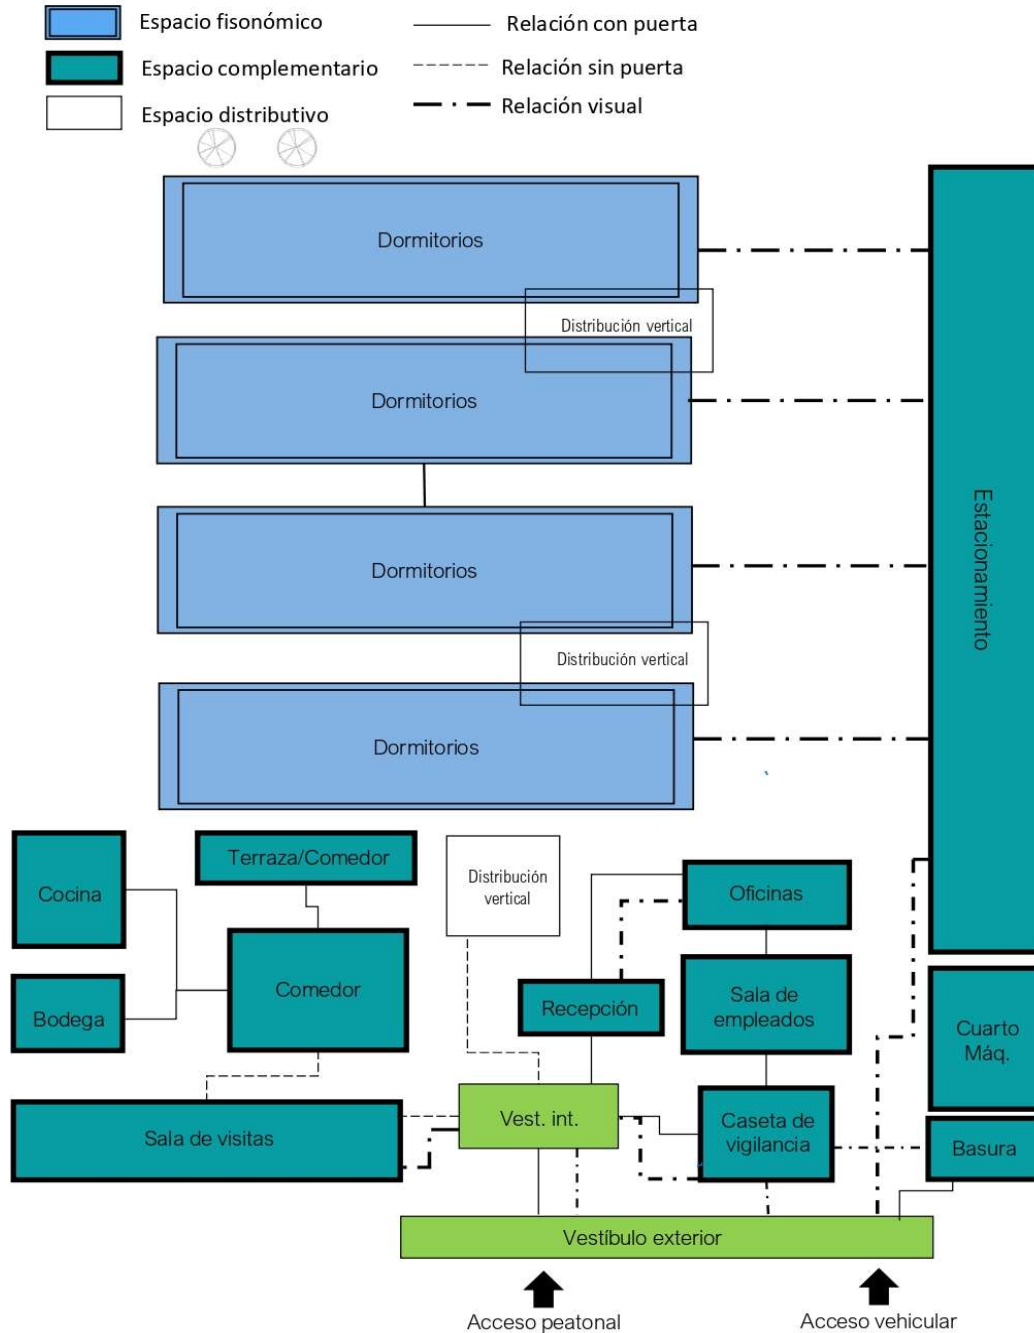 Espacio fisonómico
Relación con puerta
Espacio complementario
Relación sin puerta
Espacio distributivo
Relación visual
Dormitorios
Distribución vertical
Dormitorios
Estacionamiento
Dormitorios
Distribución vertical
Dormitorios
Cocina
Terraza/Comedor
Distribución
vertical
Oficinas
Bodega
Comedor
Recepción
Sala de
empleados
Cuarto
Máq.
Sala de visitas
Vest. int.
Caseta de
vigilancia
Basura
Vestíbulo exterior
Acceso peatonal
Acceso vehicular